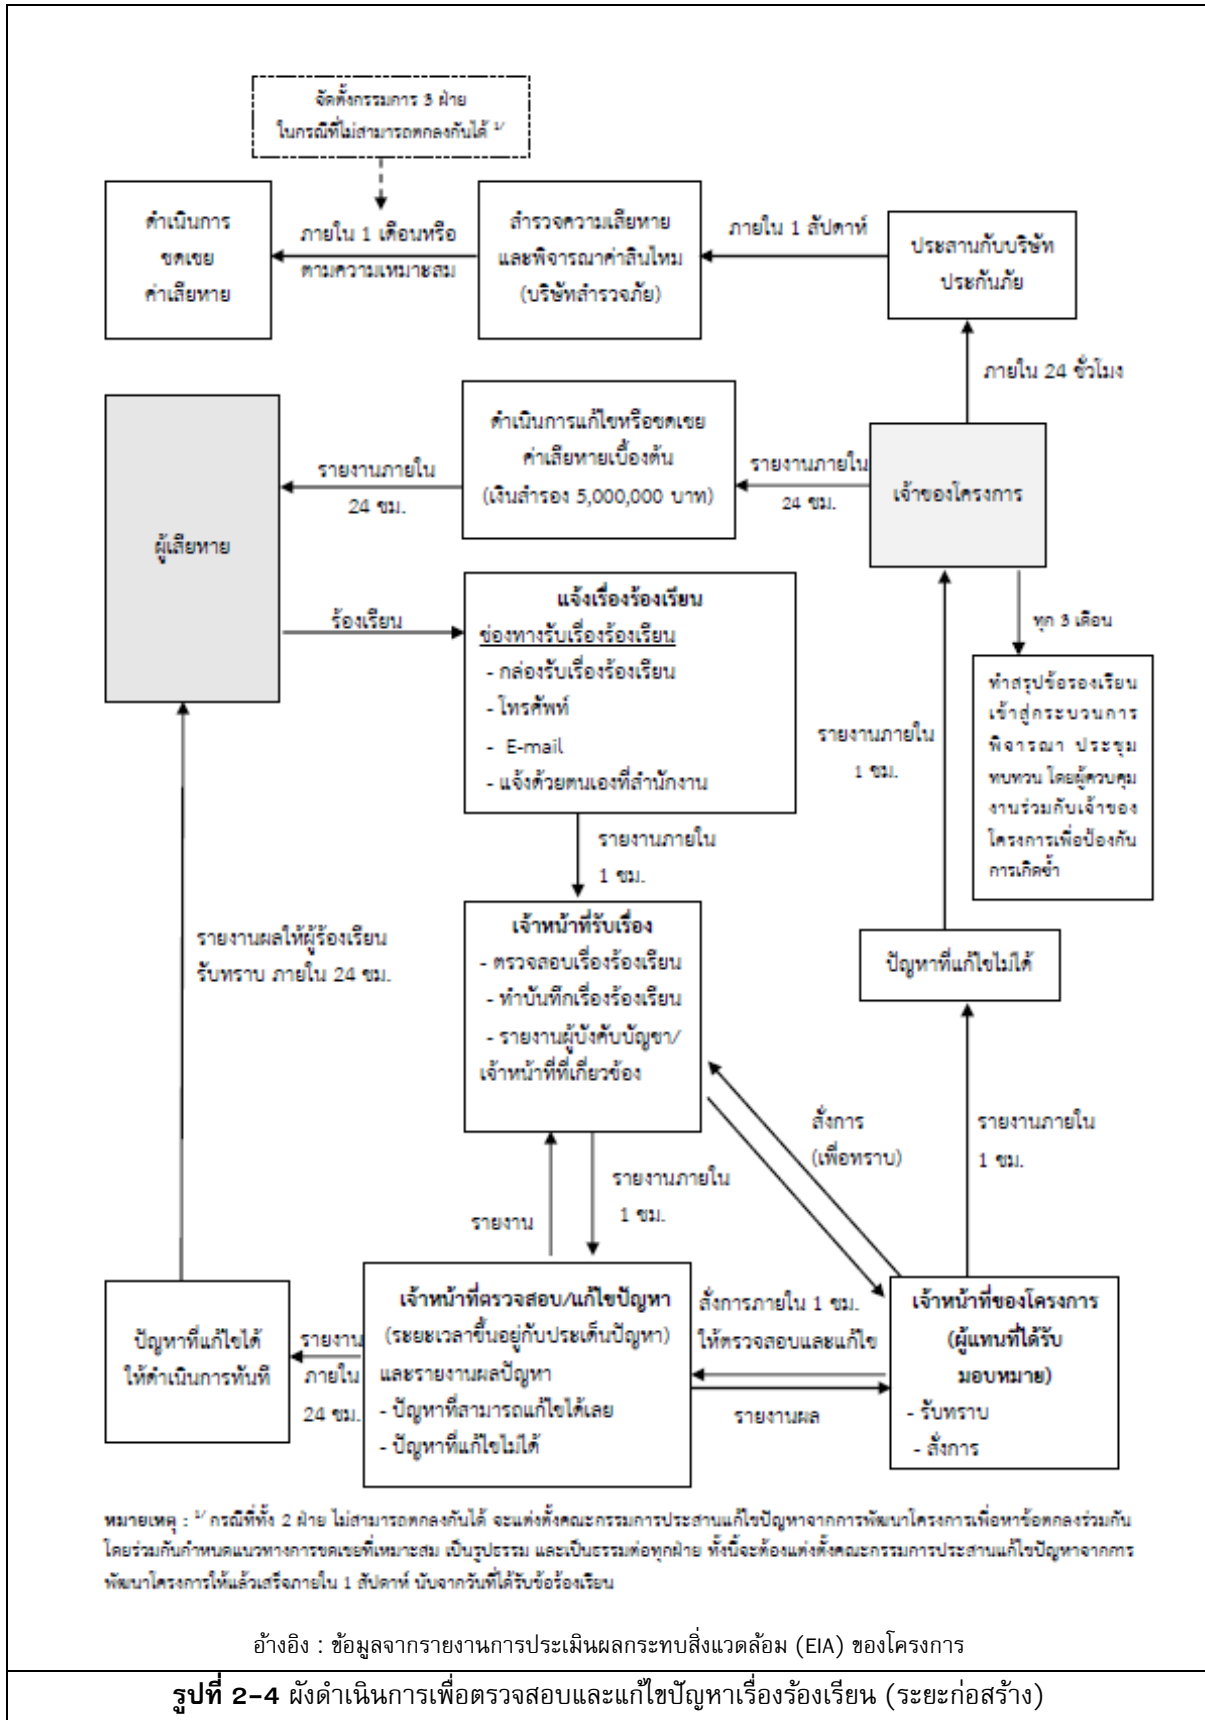 จัดตั้งกรรมการ 3 ฝ่าย
ในกรณีที่ไม่สามารถตกลงกันได้ 1/
ดำเนินการ
ชดเชย
ค่าเสียหาย
ภายใน 1 เดือนหรือ
ตามความเหมาะสม
สำรวจความเสียหาย
และพิจารณาค่าสินไหม
(บริษัทสำรวจภัย)
ภายใน 1 สัปดาห์
ประสานกับบริษัท
ประกันภัย
ภายใน 24 ชั่วโมง
ผู้เสียหาย
รายงานภายใน
24 ชม.
ดำเนินการแก้ไขหรือชดเชย
ค่าเสียหายเบื้องต้น
(เงินสำรอง 5,000,000 บาท)
รายงานภายใน
24 ชม.
เจ้าของโครงการ
ร้องเรียน
แจ้งเรื่องร้องเรียน
ช่องทางรับเรื่องร้องเรียน
- กล่องรับเรื่องร้องเรียน
- โทรศัพท์
- E-mail
- แจ้งด้วยตนเองที่สำนักงาน
ทุก 3 เดือน
ทำสรุปข้อรองเรียน
เข้าสู่กระบวนการ
พิจารณา ประชุม
ทบทวน โดยผู้ควบคุม
งานร่วมกับเจ้าของ
โครงการเพื่อป้องกัน
การเกิดซ้ำ
รายงานภายใน
1 ชม.
รายงานภายใน
1 ชม.
เจ้าหน้าที่รับเรื่อง
- ตรวจสอบเรื่องร้องเรียน
- ทำบันทึกเรื่องร้องเรียน
- รายงานผู้บังคับบัญชา/
เจ้าหน้าที่ที่เกี่ยวข้อง
ปัญหาที่แก้ไขไม่ได้
รายงานผลให้ผู้ร้องเรียน
รับทราบ ภายใน 24 ชม.
สั่งการ
(เพื่อทราบ)
รายงานภายใน
1 ชม.
รายงาน
รายงานภายใน
1 ชม.
ปัญหาที่แก้ไขได้
ให้ดำเนินการทันที
รายงาน
ภายใน
24 ชม.
เจ้าหน้าที่ตรวจสอบ/แก้ไขปัญหา
(ระยะเวลาขึ้นอยู่กับประเด็นปัญหา)
และรายงานผลปัญหา
- ปัญหาที่สามารถแก้ไขได้เลย
- ปัญหาที่แก้ไขไม่ได้
สั่งการภายใน 1 ชม.
ให้ตรวจสอบและแก้ไข
รายงานผล
เจ้าหน้าที่ของโครงการ
(ผู้แทนที่ได้รับ
มอบหมาย)
- รับทราบ
- สั่งการ
หมายเหตุ : 1/ กรณีที่ทั้ง 2 ฝ่าย ไม่สามารถตกลงกันได้ จะแต่งตั้งคณะกรรมการประสานแก้ไขปัญหาจากการพัฒนาโครงการเพื่อหาข้อตกลงร่วมกัน
โดยร่วมกันกำหนดแนวทางการชดเชยที่เหมาะสม เป็นรูปธรรม และเป็นธรรมต่อทุกฝ่าย ทั้งนี้จะต้องแต่งตั้งคณะกรรมการประสานแก้ไขปัญหาจากการ
พัฒนาโครงการให้แล้วเสร็จภายใน 1 สัปดาห์ นับจากวันที่ได้รับข้อร้องเรียน
อ้างอิง : ข้อมูลจากรายงานการประเมินผลกระทบสิ่งแวดล้อม (EIA) ของโครงการ
รูปที่ 2-4 ผังดำเนินการเพื่อตรวจสอบและแก้ไขปัญหาเรื่องร้องเรียน (ระยะก่อสร้าง)